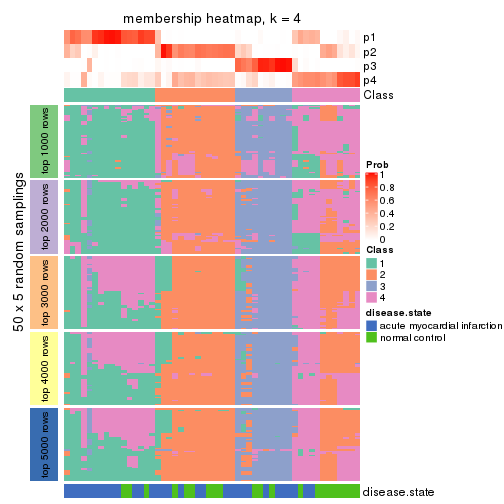 membership heatmap, k = 4
p1
p2
p3
p4
Class
50 x 5 random samplings
top 1000 rows
top 2000 rows
top 3000 rows
top 4000 rows
top 5000 rows
Prob
1
0.8
0.6
0.4
0.2
0
Class
1
2
3
4
disease.state
acute myocardial infarction
normal control
disease.state